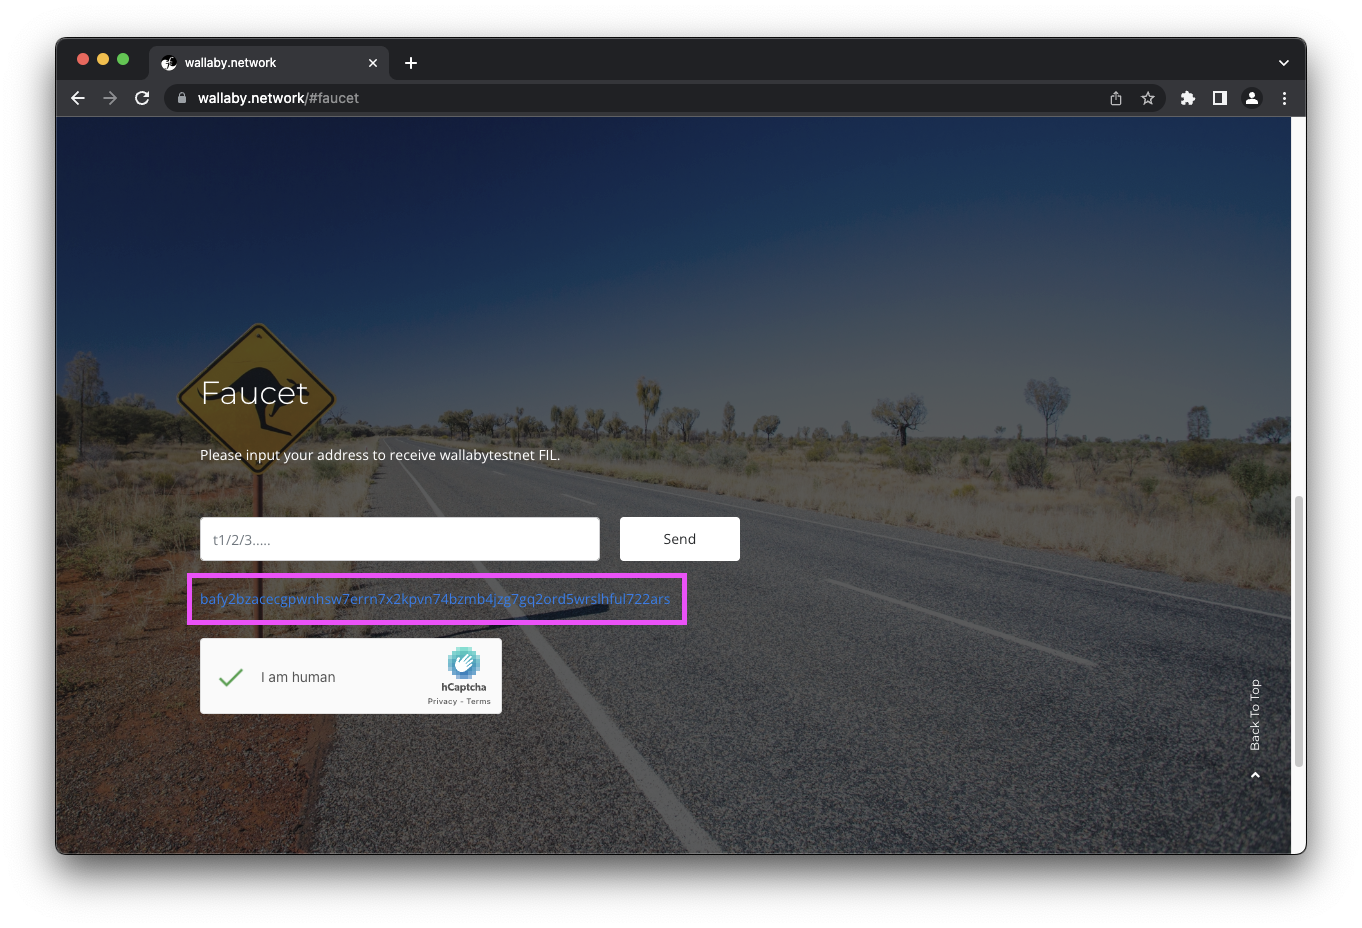 wallaby.network
wallaby.network/#faucet
Faucet
Please input your address to receive wallabytestnet FIL.
t1/2/3.....
Send
bafy2bzacecgpwnhsw7errn7x2kpvn74bzmb4jzg7gq2ord5wrslhful722ars
I am human
hCaptcha
Privacy - Terms
Back To Top